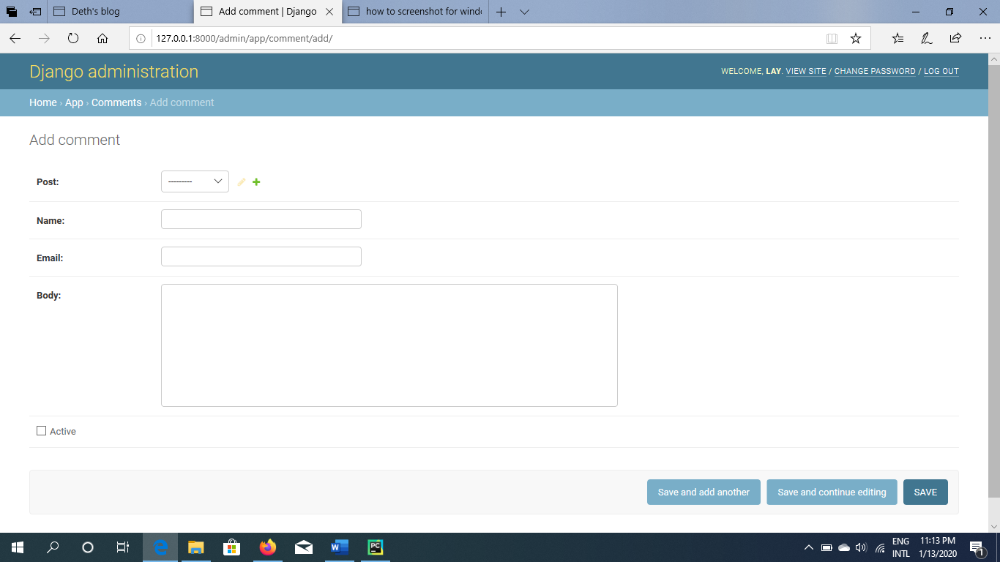 Deth's blog
Add comment | Django
how to screenshot for wind
127.0.0.1:8000/admin/app/comment/add/
Django administration
WELCOME, LAY. VIEW SITE / CHANGE PASSWORD / LOG OUT
Home › App › Comments › Add comment
Add comment
Post:
---------
Name:
Email:
Body:
Active
Save and add another
Save and continue editing
SAVE
W
PC
ENG
INTL
11:13 PM
1/13/2020
1